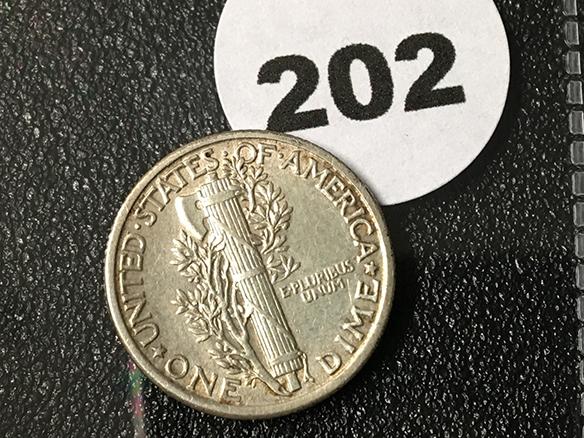 202
UNITED·STATES·OF·AMERICA
E·PLURIBUS
UNUM
ONE DIME